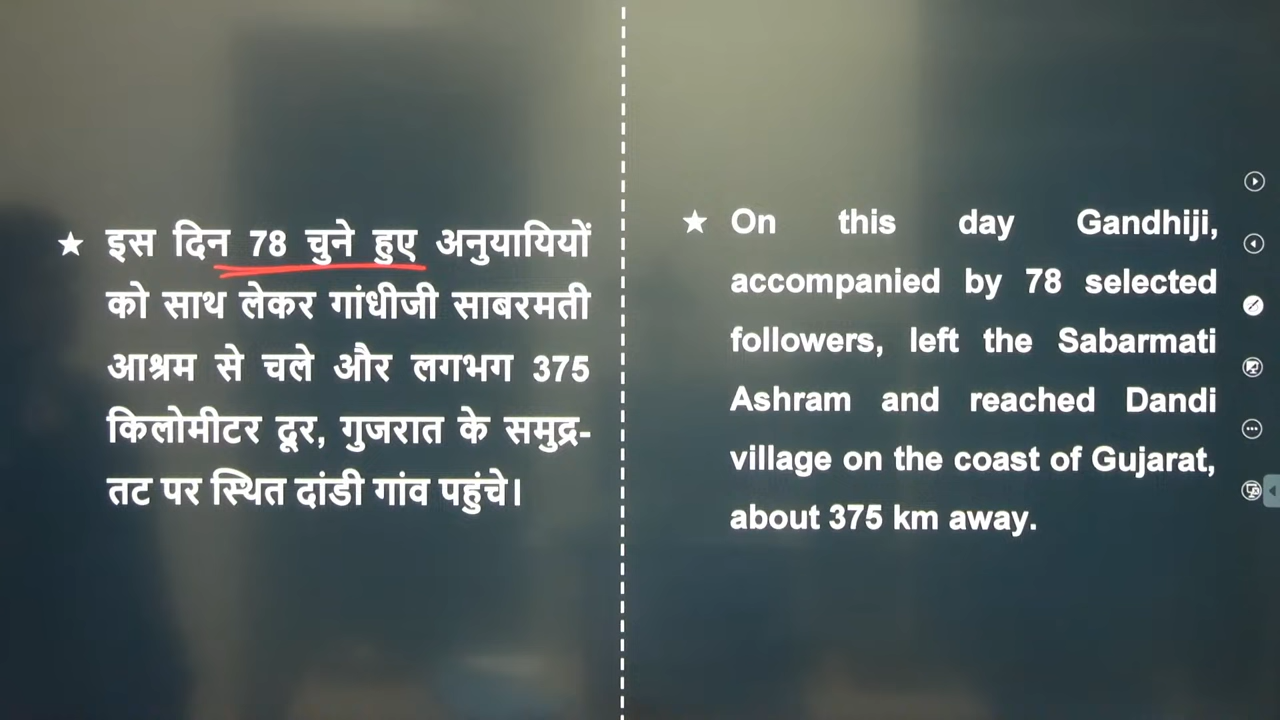 ★ इस दिन 78 चुने हुए अनुयायियों
को साथ लेकर गांधीजी साबरमती
आश्रम से चले और लगभग 375
किलोमीटर दूर, गुजरात के समुद्र-
तट पर स्थित दांडी गांव पहुंचे।
★ On this day Gandhiji,
accompanied by 78 selected
followers, left the Sabarmati
Ashram and reached Dandi
village on the coast of Gujarat,
about 375 km away.